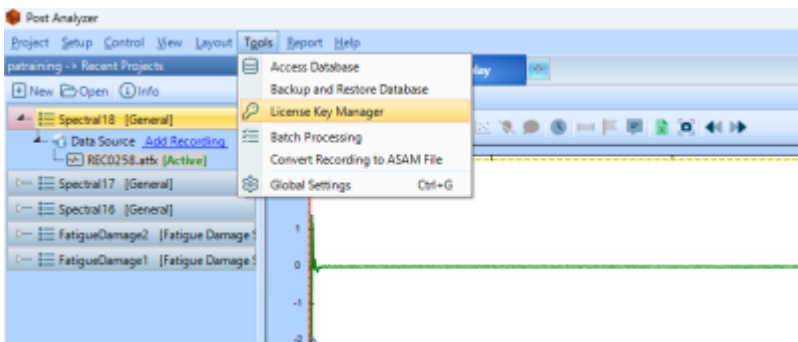 Post Analyzer
Project Setup Control View Layout Tools Report Help
patraining -> Recent Projects
New Open Info
Spectral18 [General]
Data Source Add Recording
REC0258.atfx [Active]
Spectral17 [General]
Spectral16 [General]
FatigueDamage2 [Fatigue Damage
FatigueDamage1 [Fatigue Damage
Access Database
Backup and Restore Database
License Key Manager
Batch Processing
Convert Recording to ASAM File
Global Settings Ctrl+G
lay
1
0
-1
-2